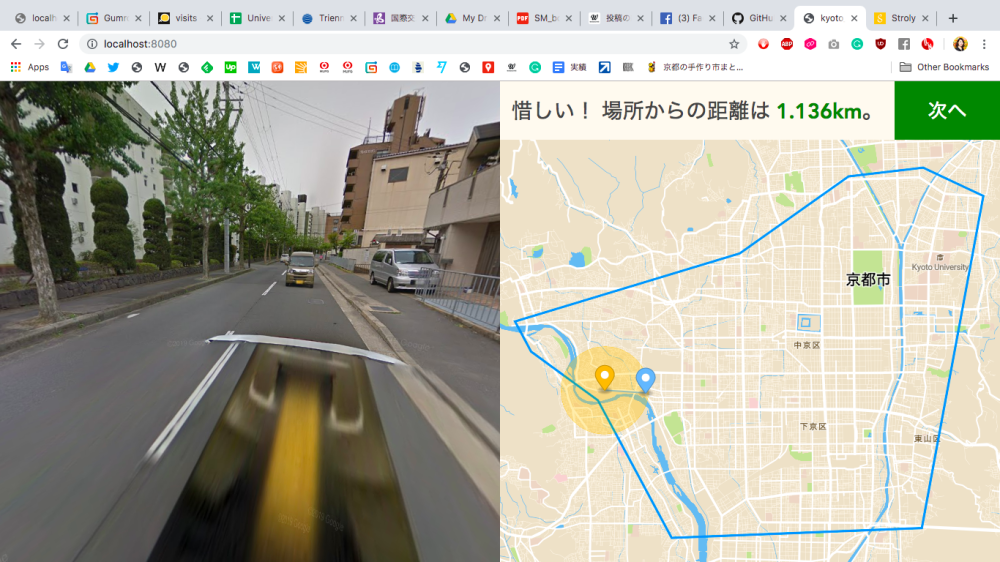 localh
Gumr
visits
Unive
Trienn
国際交
My Dr
SM_bo
投稿の
(3) Fa
GitHu
kyoto
Stroly
localhost:8080
Apps
実績
京都の手作り市まと...
Other Bookmarks
惜しい！ 場所からの距離は 1.136km。
次へ
京都市
Kyoto University
中京区
下京区
東山区